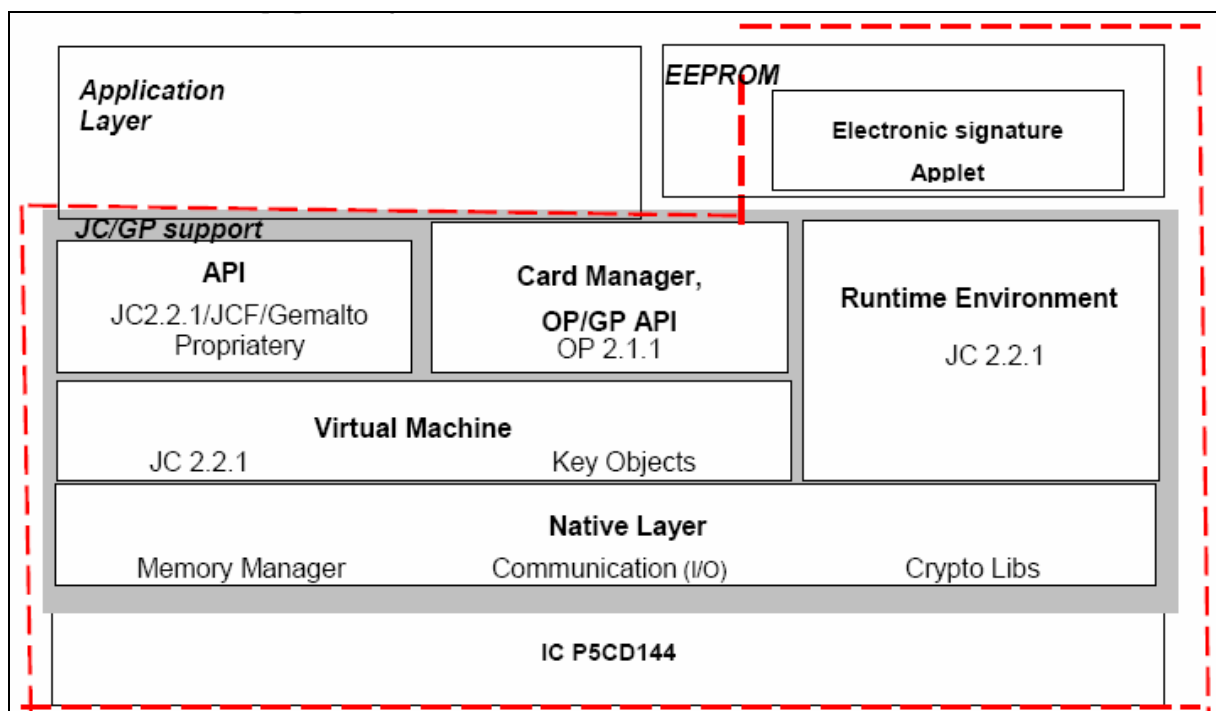 Application
Layer
EEPROM
Electronic signature
Applet
JC/GP support
API
JC2.2.1/JCF/Gemalto
Propriatery
Card Manager,
OP/GP API
OP 2.1.1
Runtime Environment
JC 2.2.1
Virtual Machine
JC 2.2.1 Key Objects
Native Layer
Memory Manager Communication (I/O) Crypto Libs
IC P5CD144